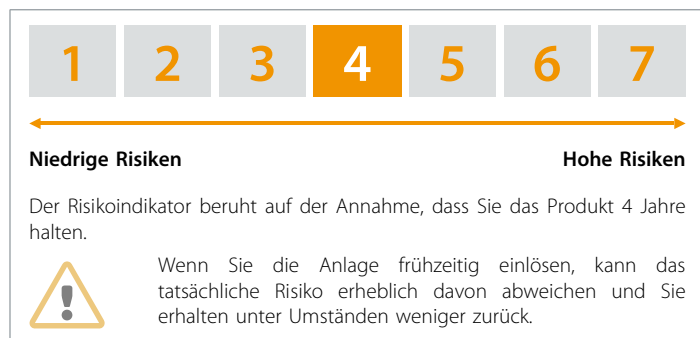 1 2 3 4 5 6 7
Niedrige Risiken Hohe Risiken
Der Risikoindikator beruht auf der Annahme, dass Sie das Produkt 4 Jahre
halten.
Wenn Sie die Anlage frühzeitig einlösen, kann das
tatsächliche Risiko erheblich davon abweichen und Sie
erhalten unter Umständen weniger zurück.